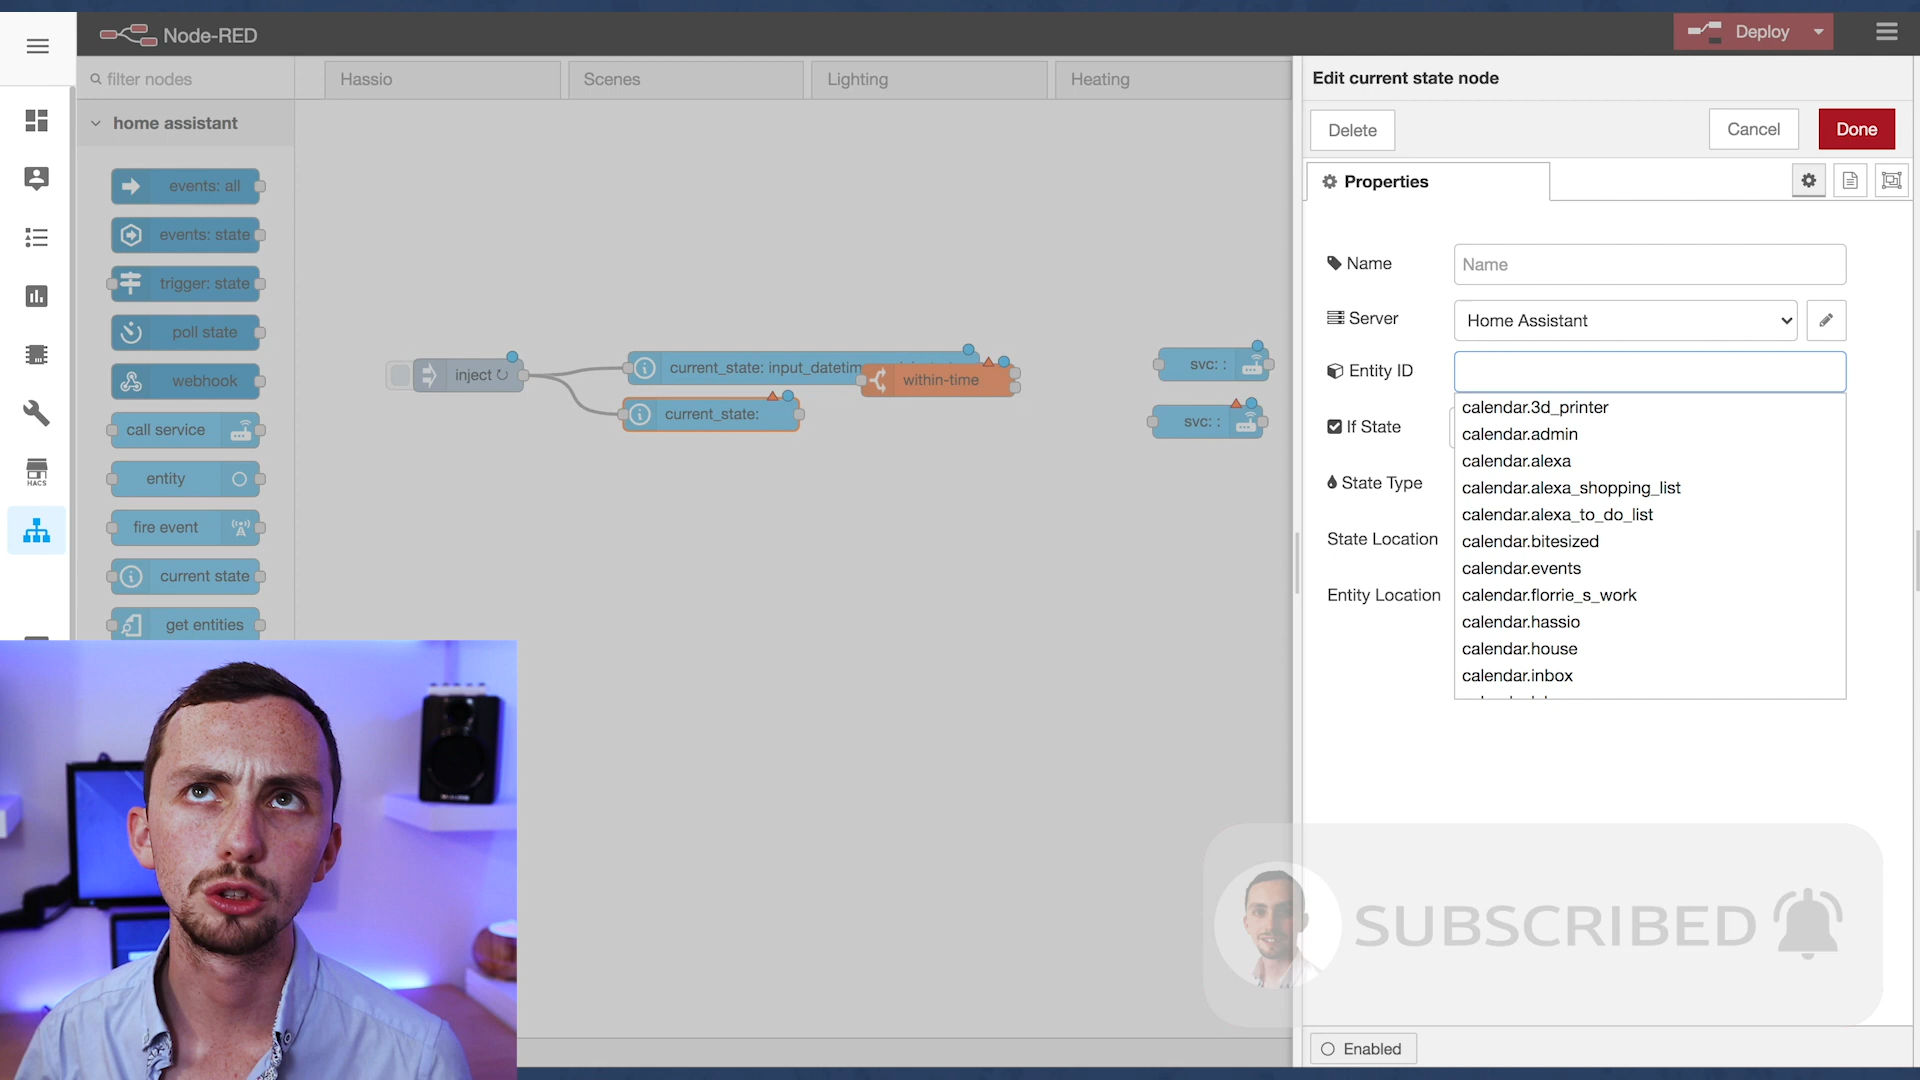 Node-RED
Deploy
filter nodes
Hassio
Scenes
Lighting
Heating
home assistant
events: all
events: state
trigger: state
poll state
webhook
call service
entity
fire event
current state
get entities
HACS
inject ↻
current_state: input_datetim
within-time
current_state:
svc: :
svc: :
Edit current state node
Delete
Cancel
Done
Properties
Name
Name
Server
Home Assistant
Entity ID
calendar.3d_printer
calendar.admin
calendar.alexa
calendar.alexa_shopping_list
calendar.alexa_to_do_list
calendar.bitesized
calendar.events
calendar.florrie_s_work
calendar.hassio
calendar.house
calendar.inbox
If State
State Type
State Location
Entity Location
SUBSCRIBED
Enabled